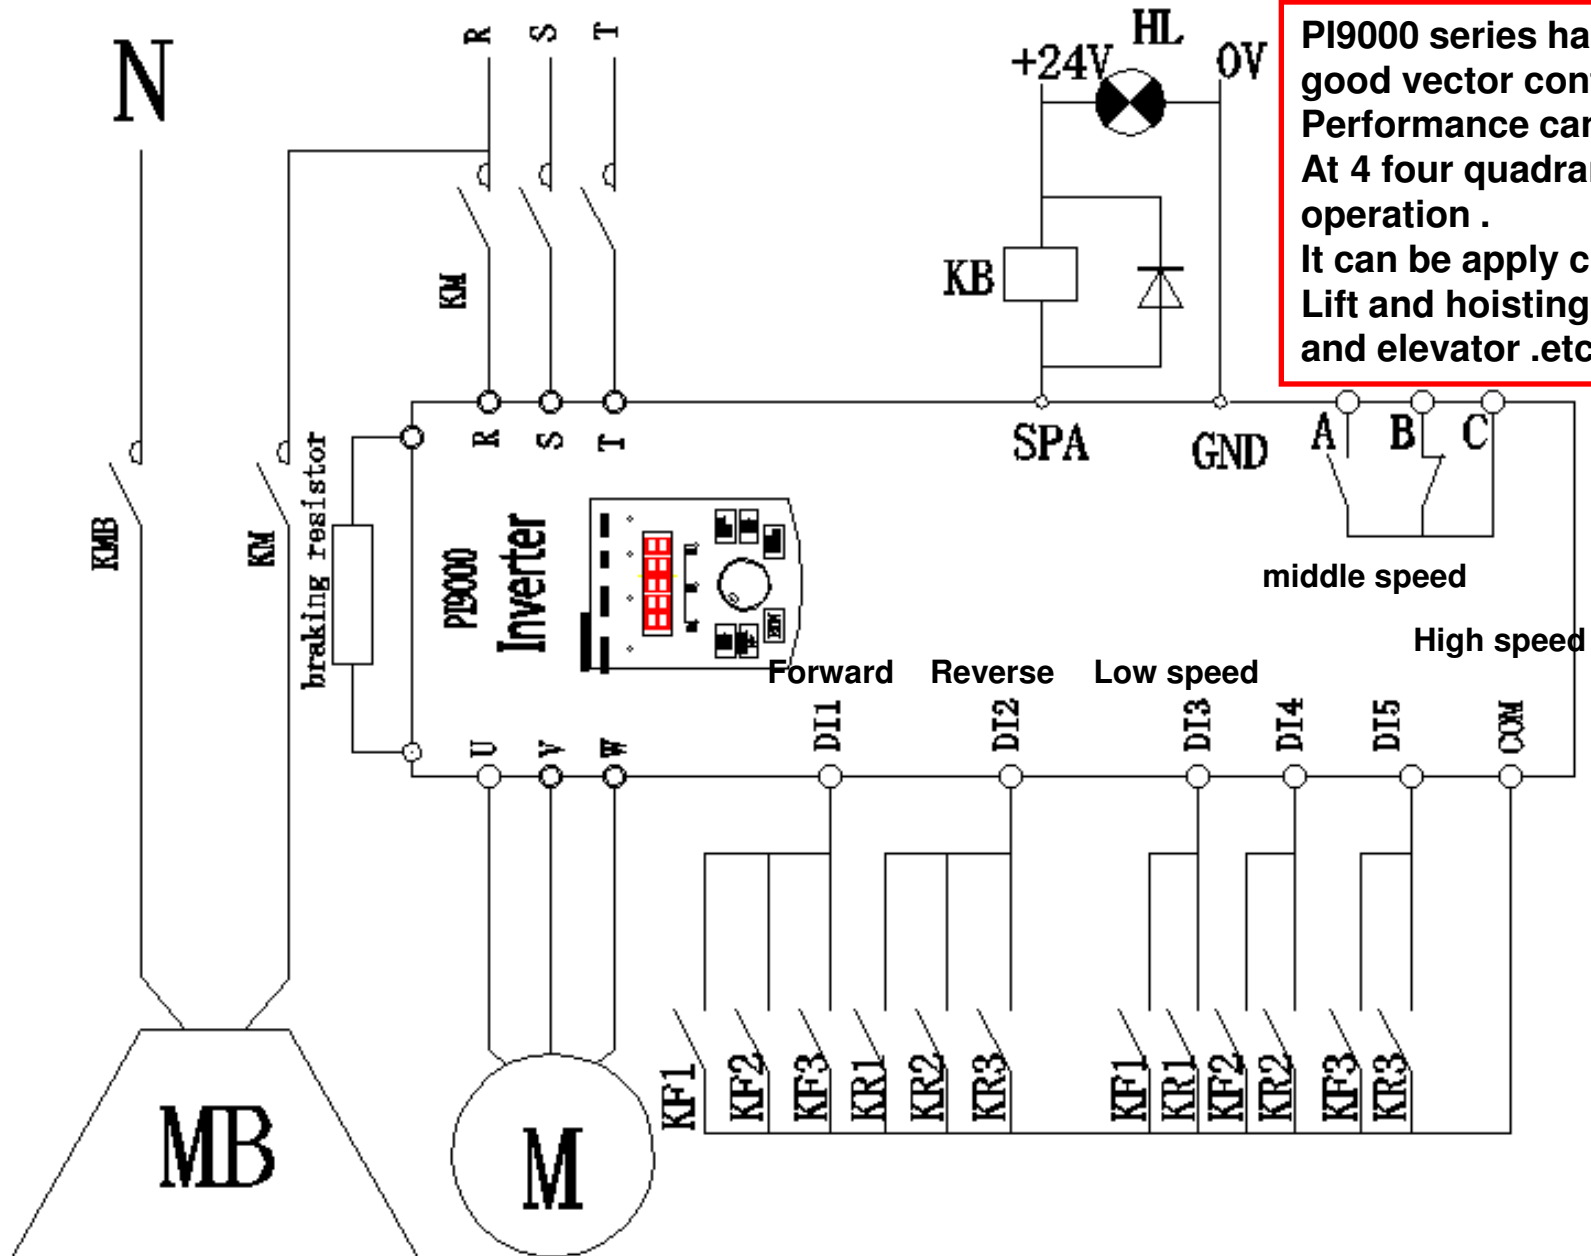 N
R S T
+24V HL 0V
PI9000 series ha
good vector con
Performance car
At 4 four quadra
operation .
It can be apply c
Lift and hoisting
and elevator .etc
KM
KB
R S T
SPA GND A B C
KMB
KM
braking resistor
PI9000
Inverter
middle speed
High speed
Forward Reverse Low speed
U V W DI1 DI2 DI3 DI4 DI5 COM
KF1 KF2 KF3 KR1 KR2 KR3 KF1 KR1 KF2 KR2 KF3 KR3
MB
M